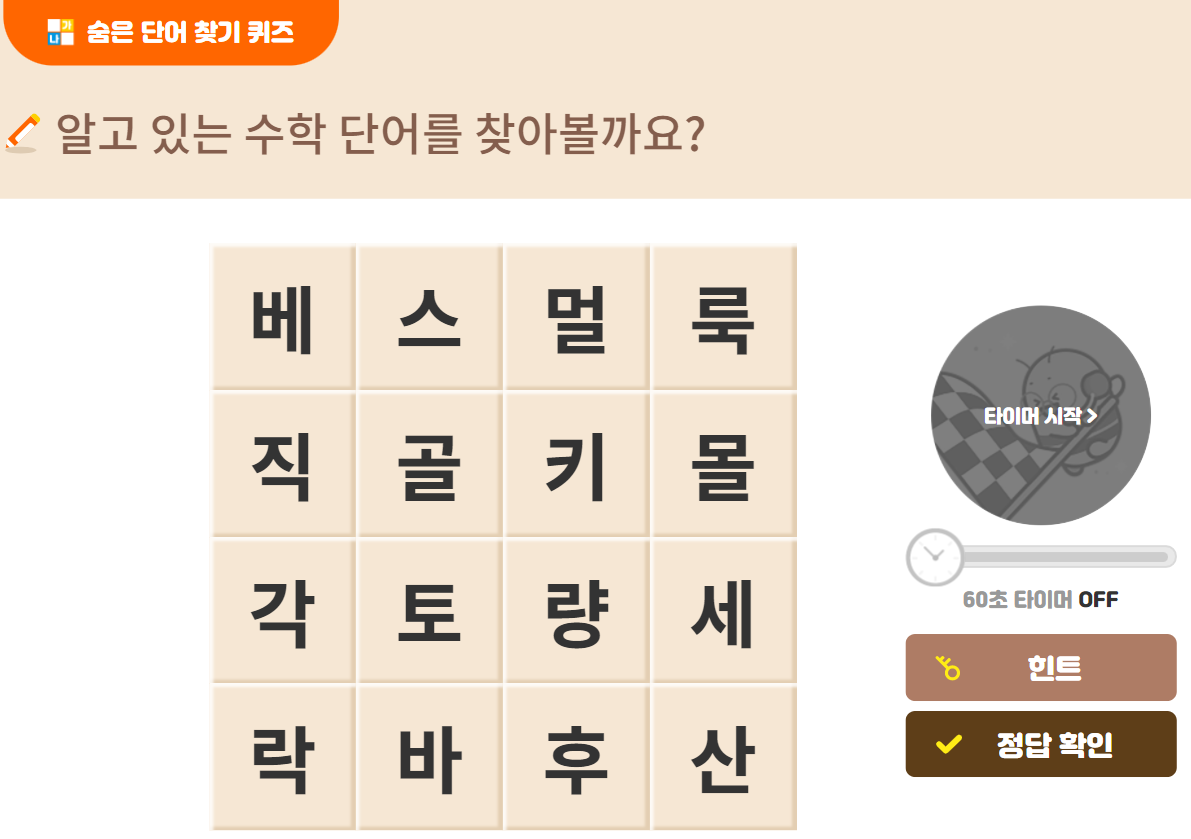 가
나
숨은 단어 찾기 퀴즈
알고 있는 수학 단어를 찾아볼까요?
베 스 멀 룩
직 골 키 몰
각 토 량 세
락 바 후 산
타이머 시작 >
60초 타이머 OFF
힌트
정답 확인